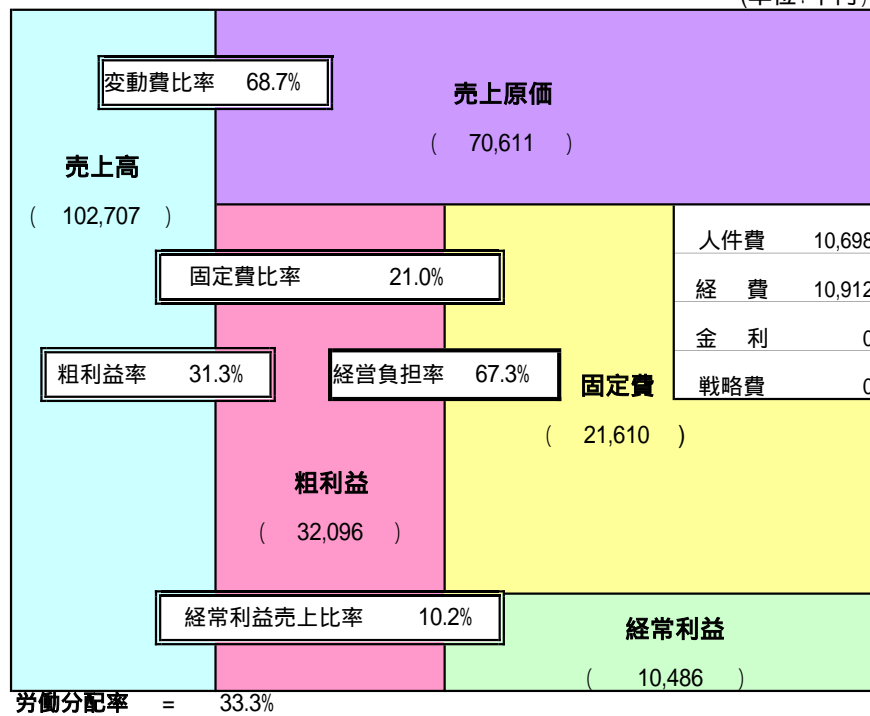 変動費比率 68.7%
売上原価
( 70,611 )
売上高
( 102,707 )
人件費 10,698
固定費比率 21.0%
経 費 10,912
金 利 0
粗利益率 31.3%
経営負担率 67.3%
固定費
戦略費 0
( 21,610 )
粗利益
( 32,096 )
経常利益売上比率 10.2%
経常利益
( 10,486 )
労働分配率 = 33.3%